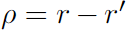 ρ = r − r′